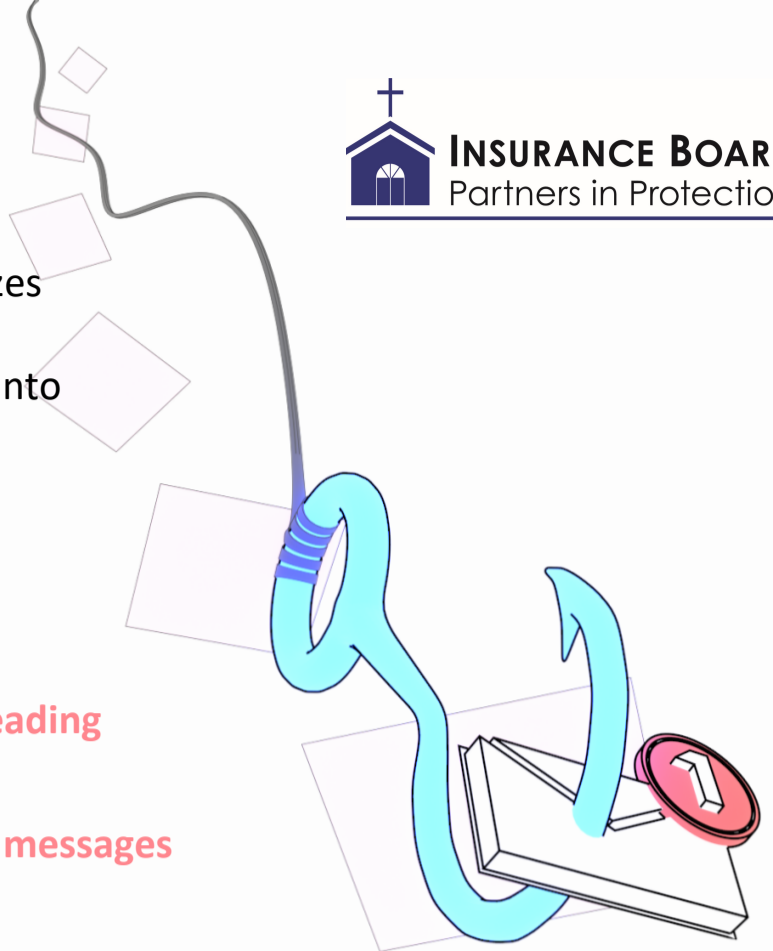 INSURANCE BOAR
Partners in Protectio
zes
nto
eading
messages